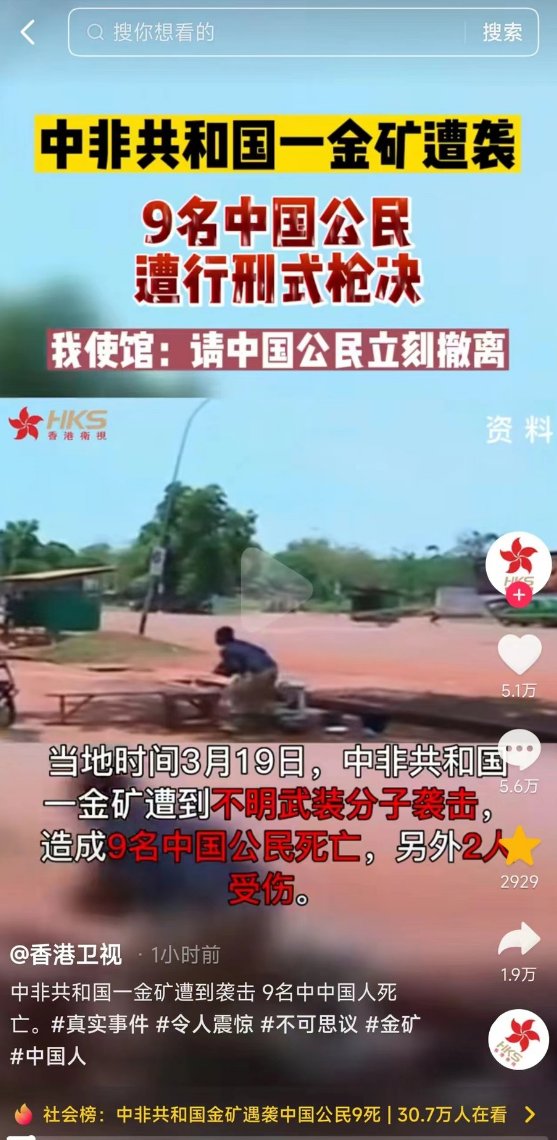 搜你想看的
搜索
中非共和国一金矿遭袭
9名中国公民
遭行刑式枪决
我使馆：请中国公民立刻撤离
HKS
香港衛視
资料
HKS
5.1万
5.6万
当地时间3月19日，中非共和国
一金矿遭到不明武装分子袭击，
造成9名中国公民死亡，另外2人
受伤。
2929
1.9万
@香港卫视 · 1小时前
中非共和国一金矿遭到袭击 9名中中国人死
亡。#真实事件 #令人震惊 #不可思议 #金矿
#中国人
HKS
社会榜：中非共和国金矿遇袭中国公民9死 | 30.7万人在看